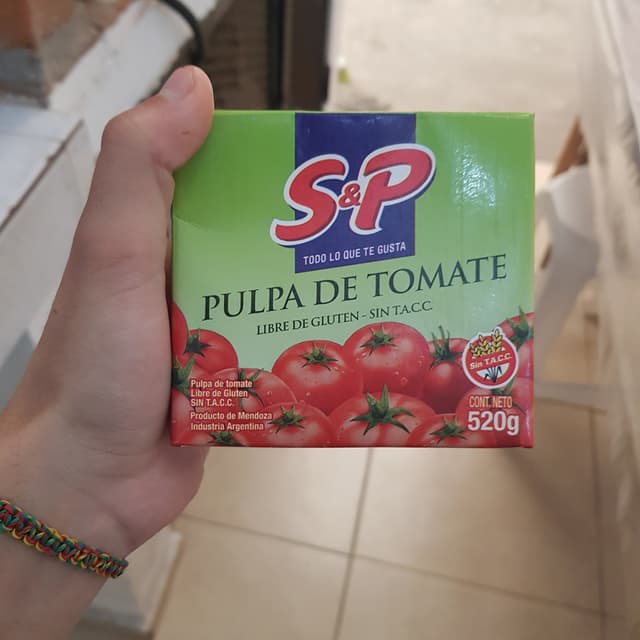 S&P
TODO LO QUE TE GUSTA
PULPA DE TOMATE
LIBRE DE GLUTEN - SIN T.A.C.C.
Sin T.A.C.C.
Pulpa de tomate
Libre de Gluten
SIN T.A.C.C.
Producto de Mendoza
Industria Argentina
CONT. NETO
520g